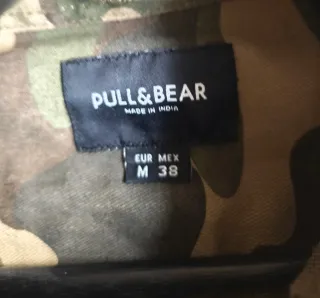 PULL&BEAR
MADE IN INDIA
EUR MEX
M 38